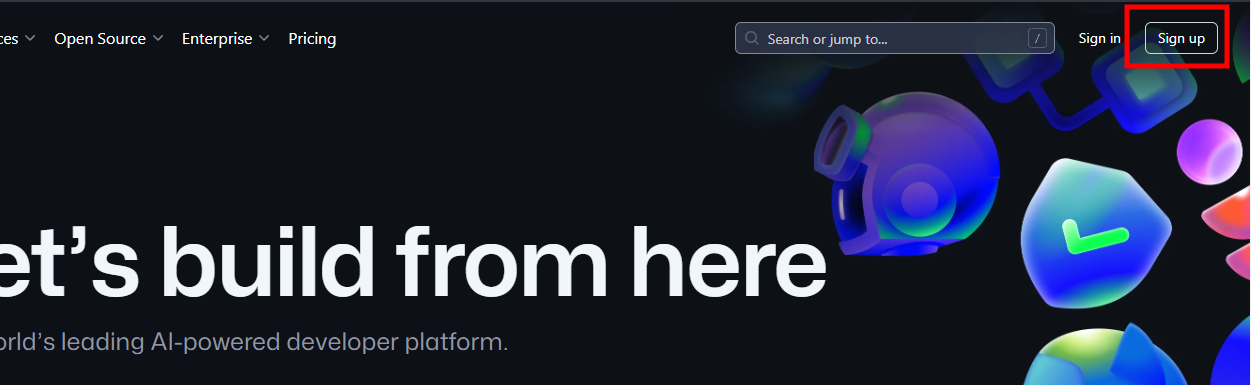 ces Open Source Enterprise Pricing Search or jump to... / Sign in Sign up
et's build from here
orld's leading AI-powered developer platform.